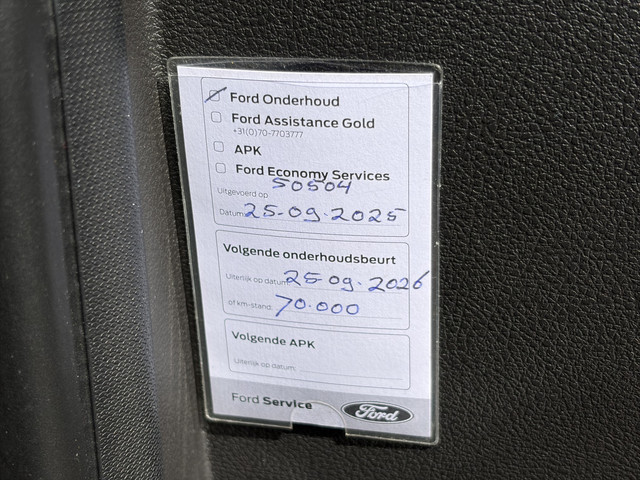 Ford Onderhoud
Ford Assistance Gold
+31(0)70-7703777
APK
Ford Economy Services
50504
Uitgevoerd op:
Datum: 25-09-2025
Volgende onderhoudsbeurt
Uiterlijk op datum: 25-09-2026
of km-stand: 70.000
Volgende APK
Uiterlijk op datum:
Ford Service
Ford